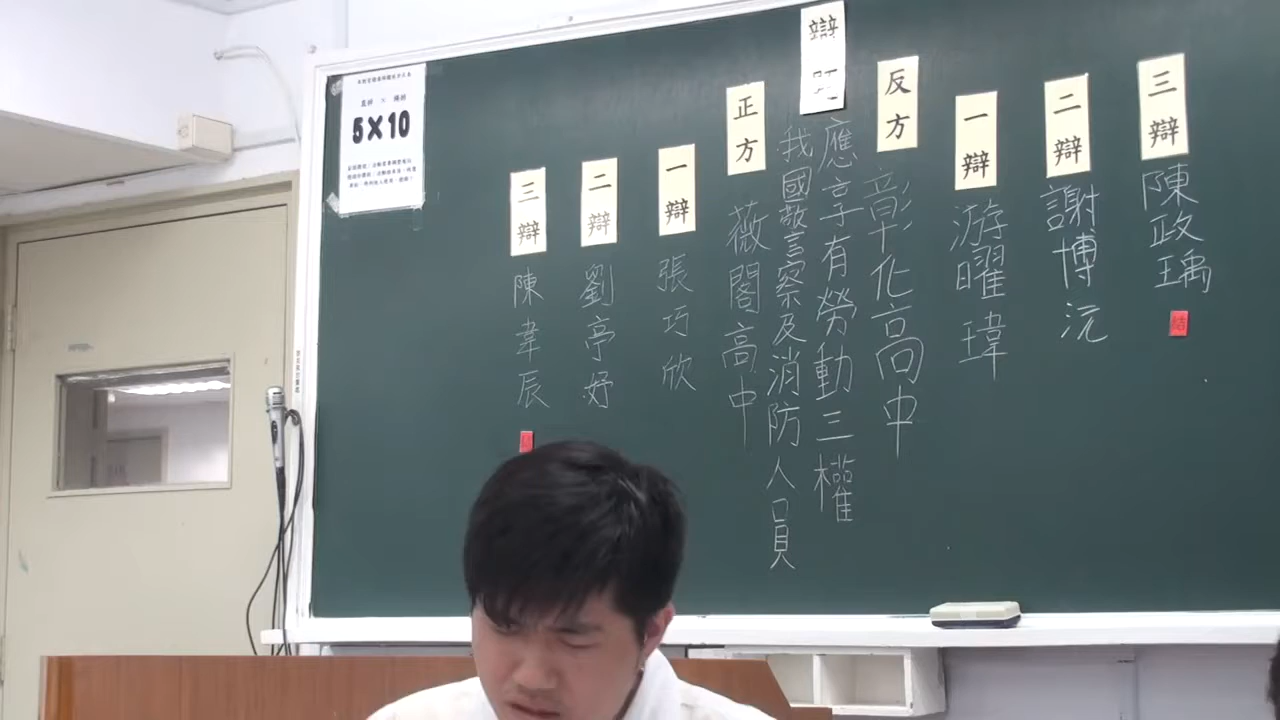 5×10
三辯
陳政瑀
結
二辯
謝博沅
一辯
游曜瑋
反方
彰化高中
辯
我國警察及消防人員
應享有勞動三權
正方
薇閣高中
一辯
張巧欣
二辯
劉亭妤
三辯
陳韋辰